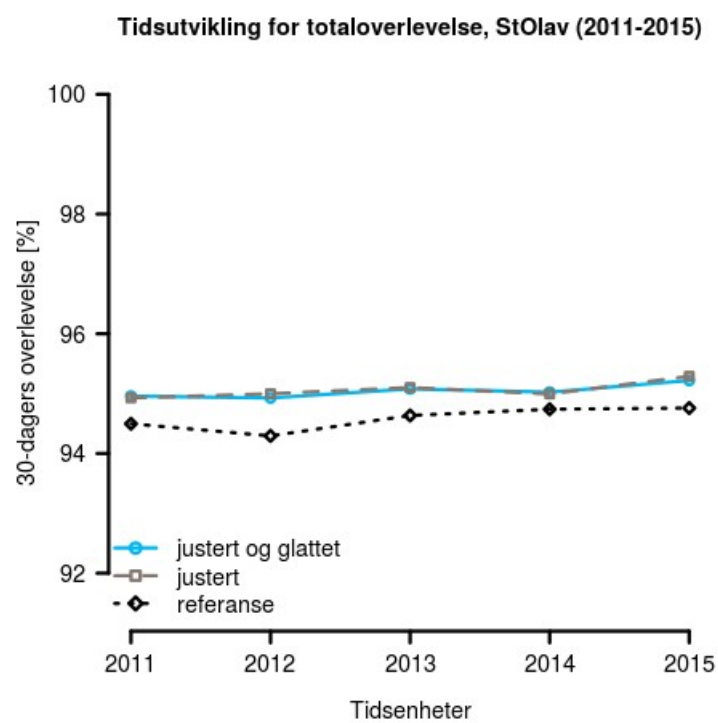 Tidsutvikling for totaloverlevelse, StOlav (2011-2015)
100
98
96
94
92
30-dagers overlevelse [%]
justert og glattet
justert
referanse
2011 2012 2013 2014 2015
Tidsenheter